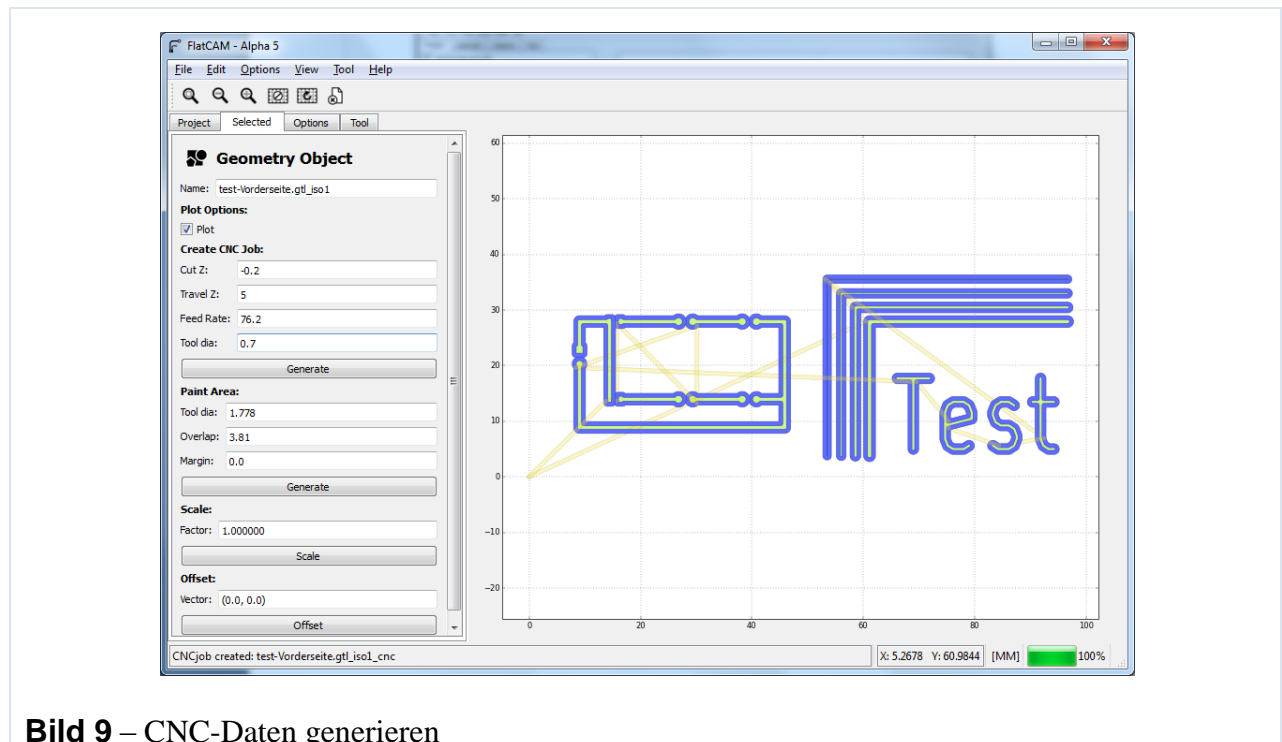 FlatCAM - Alpha 5
File Edit Options View Tool Help
Project Selected Options Tool
Geometry Object
Name: test-Vorderseite.gtl_iso1
Plot Options:
Plot
Create CNC Job:
Cut Z: -0.2
Travel Z: 5
Feed Rate: 76.2
Tool dia: 0.7
Generate
Paint Area:
Tool dia: 1.778
Overlap: 3.81
Margin: 0.0
Generate
Scale:
Factor: 1.000000
Scale
Offset:
Vector: (0.0, 0.0)
Offset
60
50
40
30
20
10
0
−10
−20
0 20 40 60 80 100
Test
CNCjob created: test-Vorderseite.gtl_iso1_cnc
X: 5.2678 Y: 60.9844 [MM] 100%
Bild 9 – CNC-Daten generieren